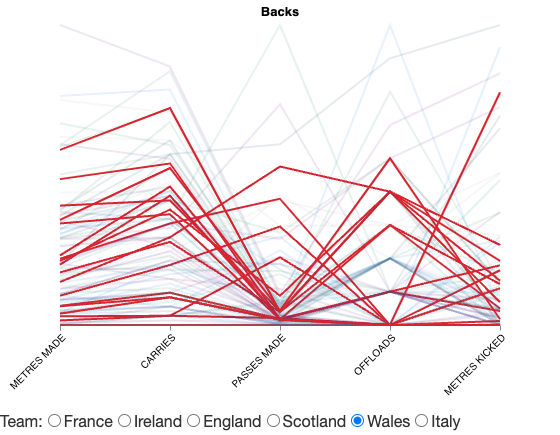 Backs
METRES MADE
CARRIES
PASSES MADE
OFFLOADS
METRES KICKED
Team: France Ireland England Scotland Wales Italy